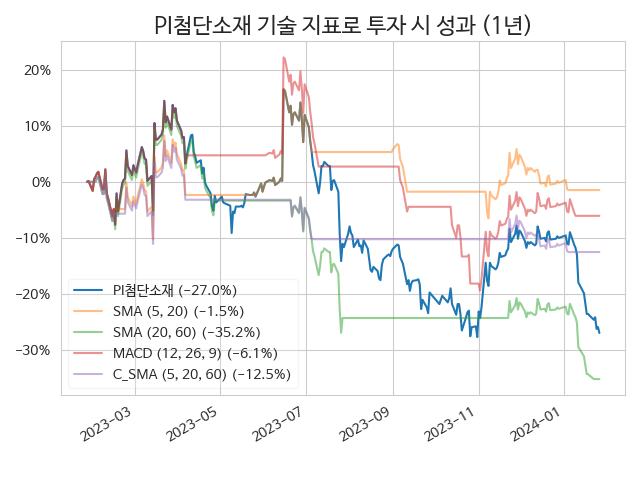 PI첨단소재 기술 지표로 투자 시 성과 (1년)
20%
10%
0%
−10%
−20%
−30%
PI첨단소재 (−27.0%)
SMA (5, 20) (−1.5%)
SMA (20, 60) (−35.2%)
MACD (12, 26, 9) (−6.1%)
C_SMA (5, 20, 60) (−12.5%)
2023−03
2023−05
2023−07
2023−09
2023−11
2024−01